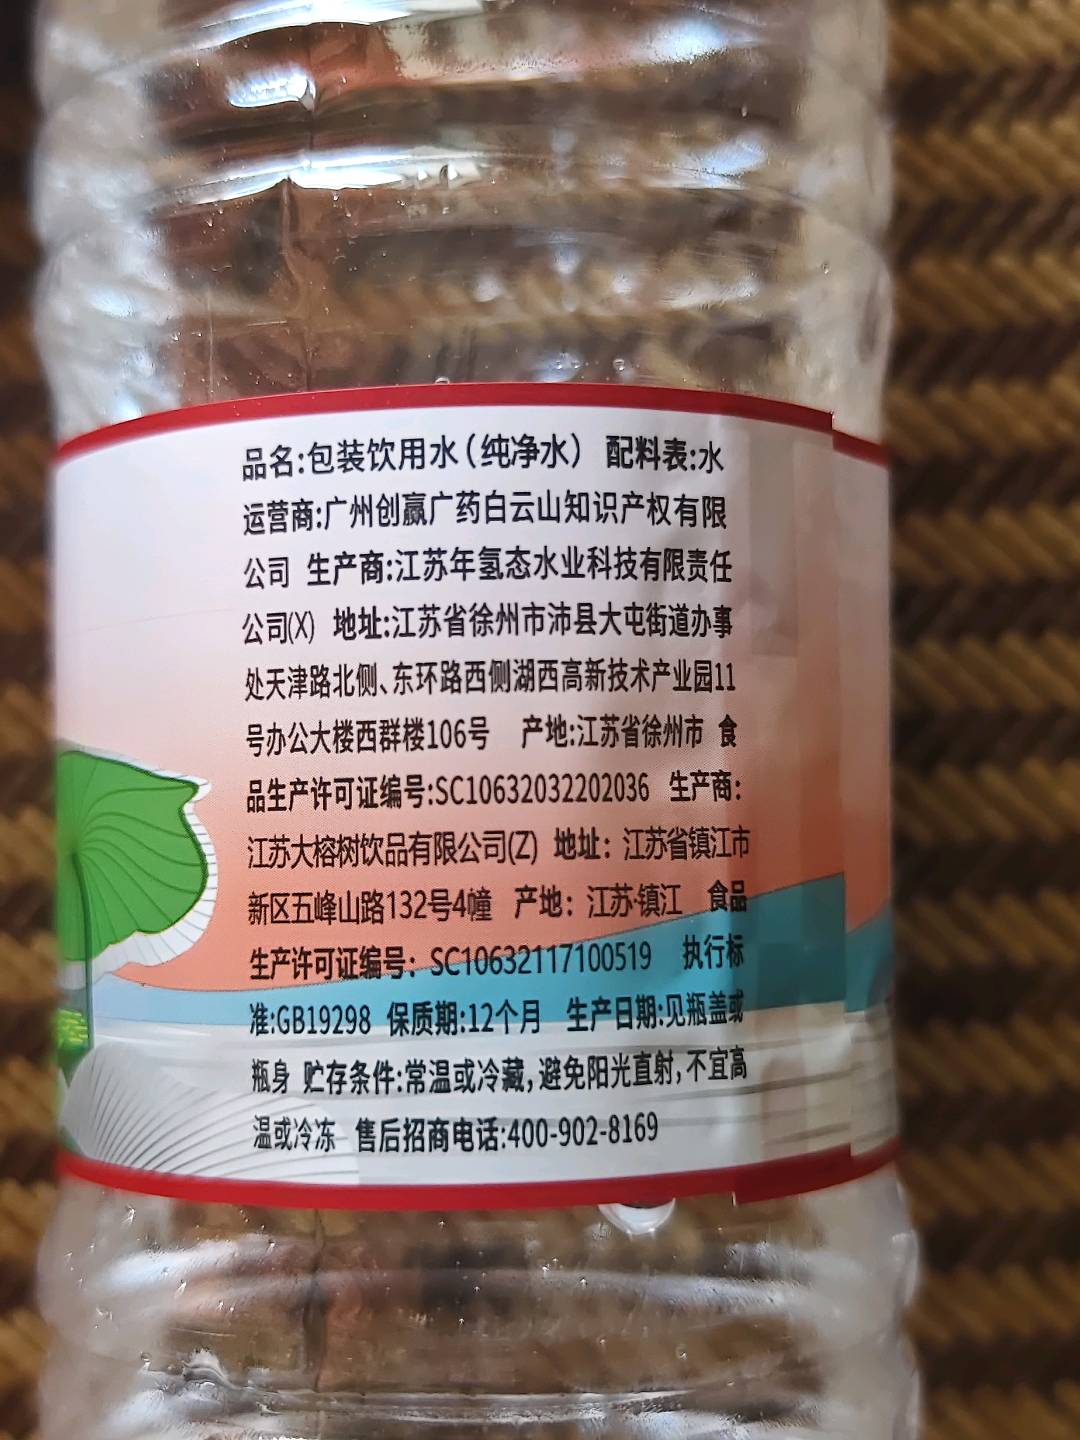 品名:包装饮用水(纯净水) 配料表:水
运营商:广州创赢广药白云山知识产权有限
公司 生产商:江苏年氢态水业科技有限责任
公司(X) 地址:江苏省徐州市沛县大屯街道办事
处天津路北侧、东环路西侧湖西高新技术产业园11
号办公大楼西群楼106号 产地:江苏省徐州市 食
品生产许可证编号:SC10632032202036 生产商:
江苏大榕树饮品有限公司(Z) 地址: 江苏省镇江市
新区五峰山路132号4幢 产地: 江苏·镇江 食品
生产许可证编号: SC10632117100519 执行标
准:GB19298 保质期:12个月 生产日期:见瓶盖或
瓶身 贮存条件:常温或冷藏,避免阳光直射,不宜高
温或冷冻 售后招商电话:400-902-8169